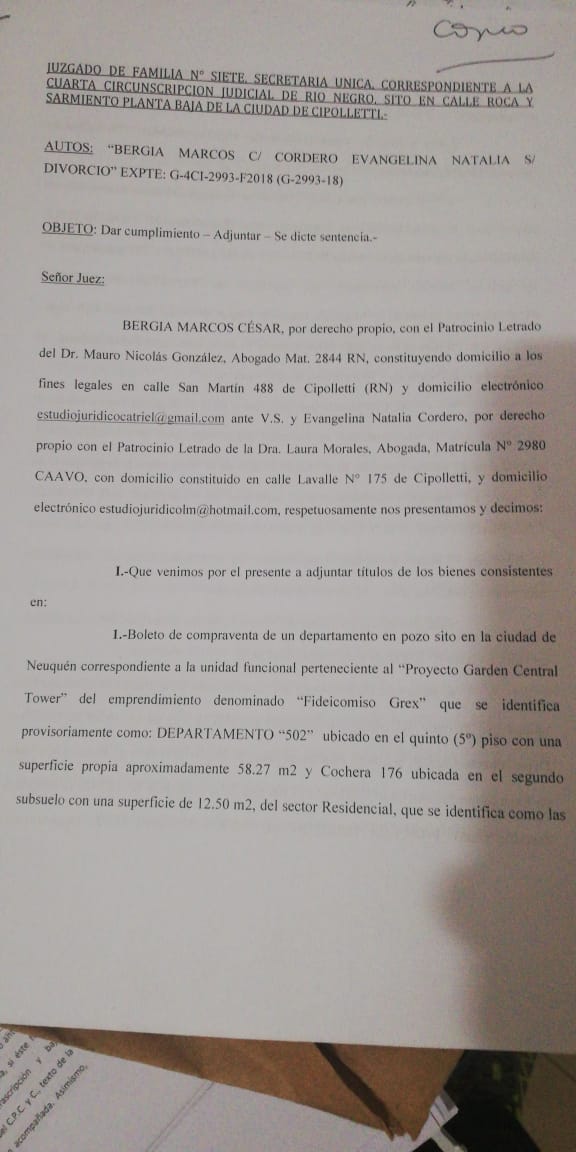 Copia
JUZGADO DE FAMILIA Nº SIETE, SECRETARIA UNICA, CORRESPONDIENTE A LA
CUARTA CIRCUNSCRIPCION JUDICIAL DE RIO NEGRO, SITO EN CALLE ROCA Y
SARMIENTO PLANTA BAJA DE LA CIUDAD DE CIPOLLETTI.-
AUTOS: “BERGIA MARCOS C/ CORDERO EVANGELINA NATALIA S/
DIVORCIO” EXPTE: G-4CI-2993-F2018 (G-2993-18)
OBJETO: Dar cumplimiento – Adjuntar – Se dicte sentencia.-
Señor Juez:
BERGIA MARCOS CÉSAR, por derecho propio, con el Patrocinio Letrado
del Dr. Mauro Nicolás González, Abogado Mat. 2844 RN, constituyendo domicilio a los
fines legales en calle San Martín 488 de Cipolletti (RN) y domicilio electrónico
estudiojuridicocatriel@gmail.com ante V.S. y Evangelina Natalia Cordero, por derecho
propio con el Patrocinio Letrado de la Dra. Laura Morales, Abogada, Matrícula Nº 2980
CAAVO, con domicilio constituido en calle Lavalle Nº 175 de Cipolletti, y domicilio
electrónico estudiojuridicolm@hotmail.com, respetuosamente nos presentamos y decimos:
I.-Que venimos por el presente a adjuntar títulos de los bienes consistentes
en:
1.-Boleto de compraventa de un departamento en pozo sito en la ciudad de
Neuquén correspondiente a la unidad funcional perteneciente al “Proyecto Garden Central
Tower” del emprendimiento denominado “Fideicomiso Grex” que se identifica
provisoriamente como: DEPARTAMENTO “502” ubicado en el quinto (5º) piso con una
superficie propia aproximadamente 58.27 m2 y Cochera 176 ubicada en el segundo
subsuelo con una superficie de 12.50 m2, del sector Residencial, que se identifica como las
si éste
y
C.P.C. y C., texto de la
acompañada. Asimismo,